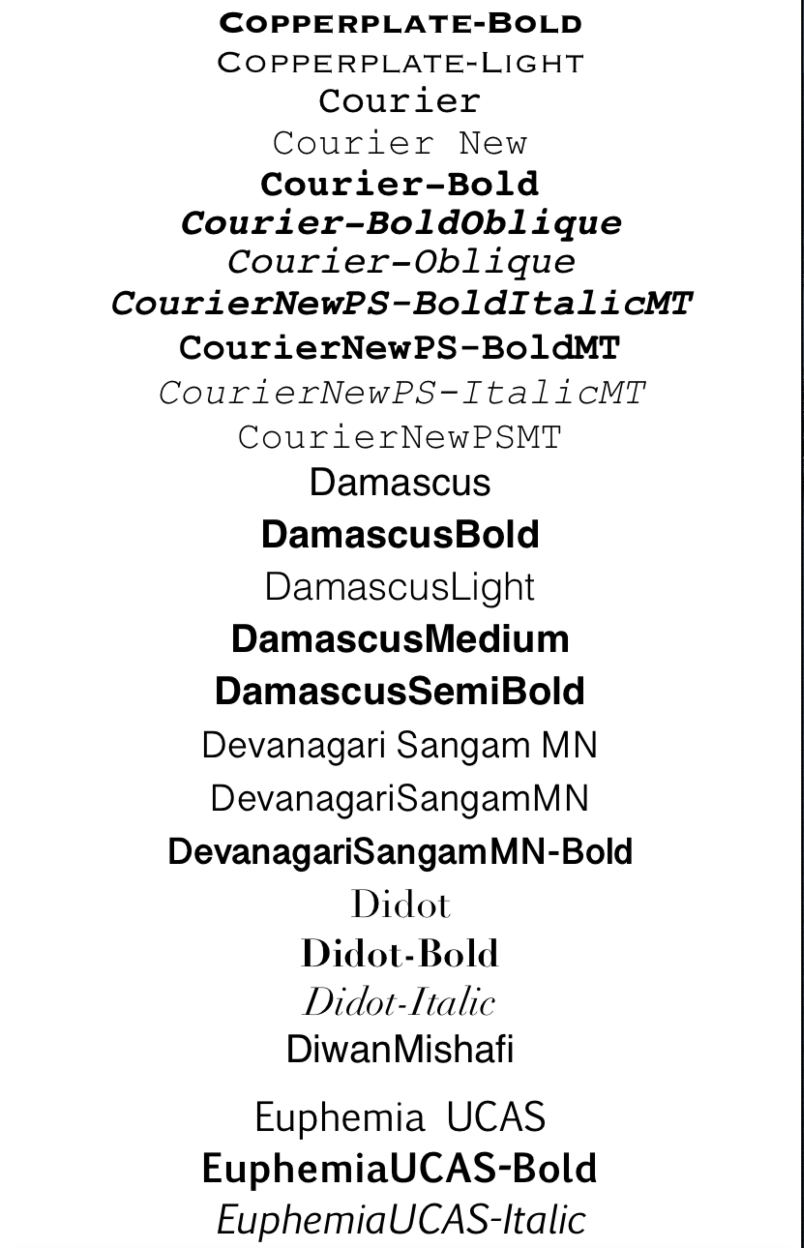 Copperplate-Bold
Copperplate-Light
Courier
Courier New
Courier-Bold
Courier-BoldOblique
Courier-Oblique
CourierNewPS-BoldItalicMT
CourierNewPS-BoldMT
CourierNewPS-ItalicMT
CourierNewPSMT
Damascus
DamascusBold
DamascusLight
DamascusMedium
DamascusSemiBold
Devanagari Sangam MN
DevanagariSangamMN
DevanagariSangamMN-Bold
Didot
Didot-Bold
Didot-Italic
DiwanMishafi
Euphemia UCAS
EuphemiaUCAS-Bold
EuphemiaUCAS-Italic